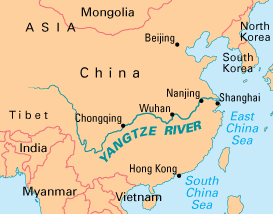 Mongolia
North
Korea
ASIA
Beijing
South
Korea
China
Nanjing
Shanghai
Wuhan
East
China
Sea
Tibet
Chongqing
YANGTZE RIVER
India
Hong Kong
South
China
Sea
Myanmar
Vietnam